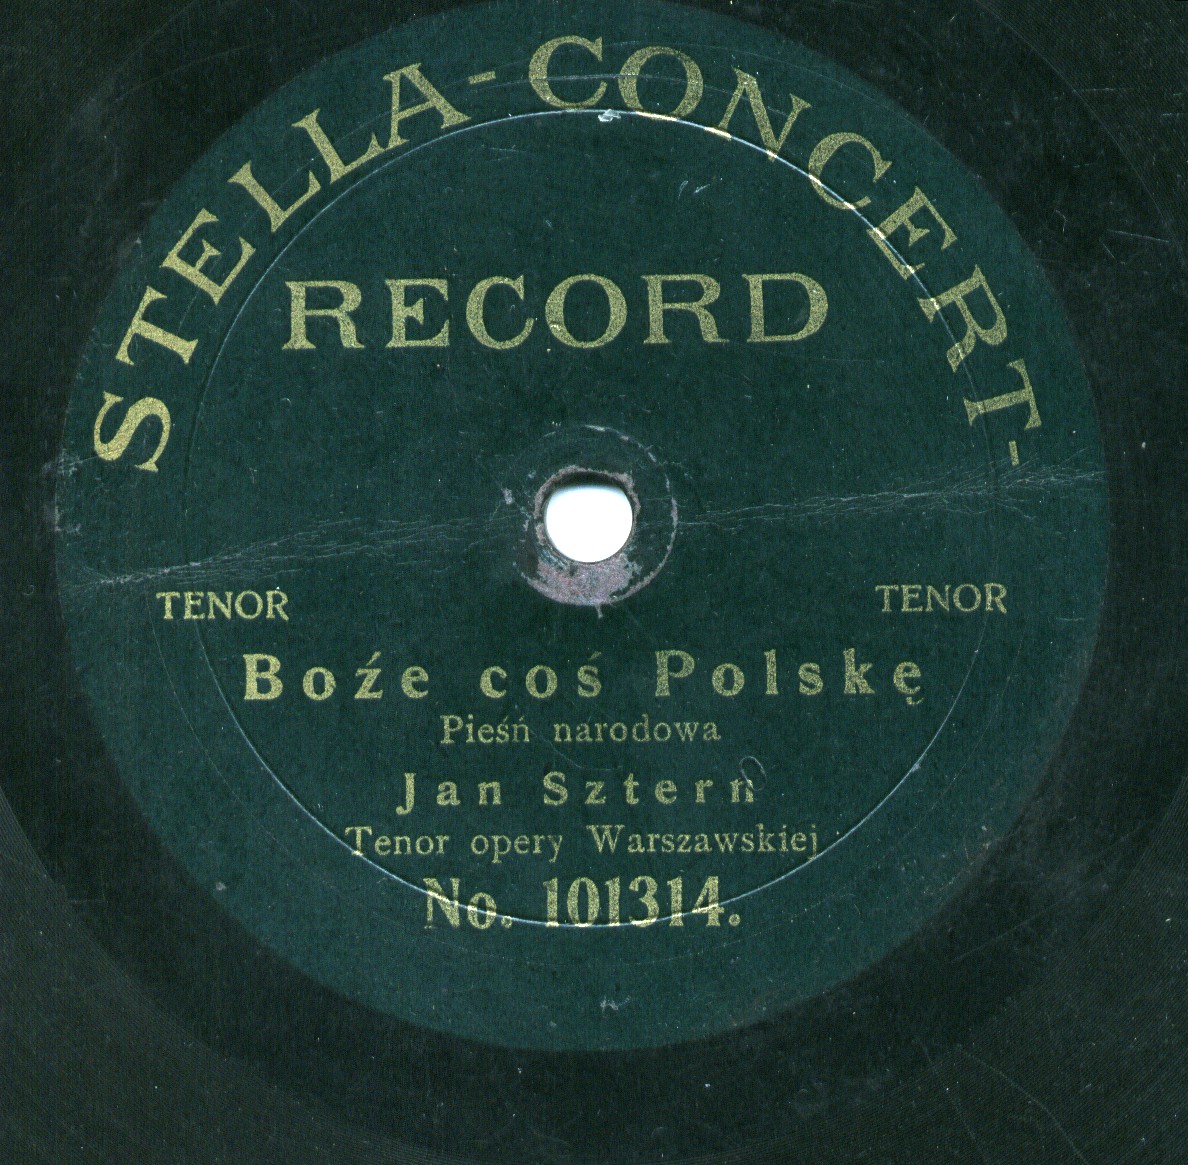 STELLA-CONCERT-
RECORD
TENOR TENOR
Boźe coś Polskę
Pieśń narodowa
Jan Sztern
Tenor opery Warszawskiej
No. 101314.